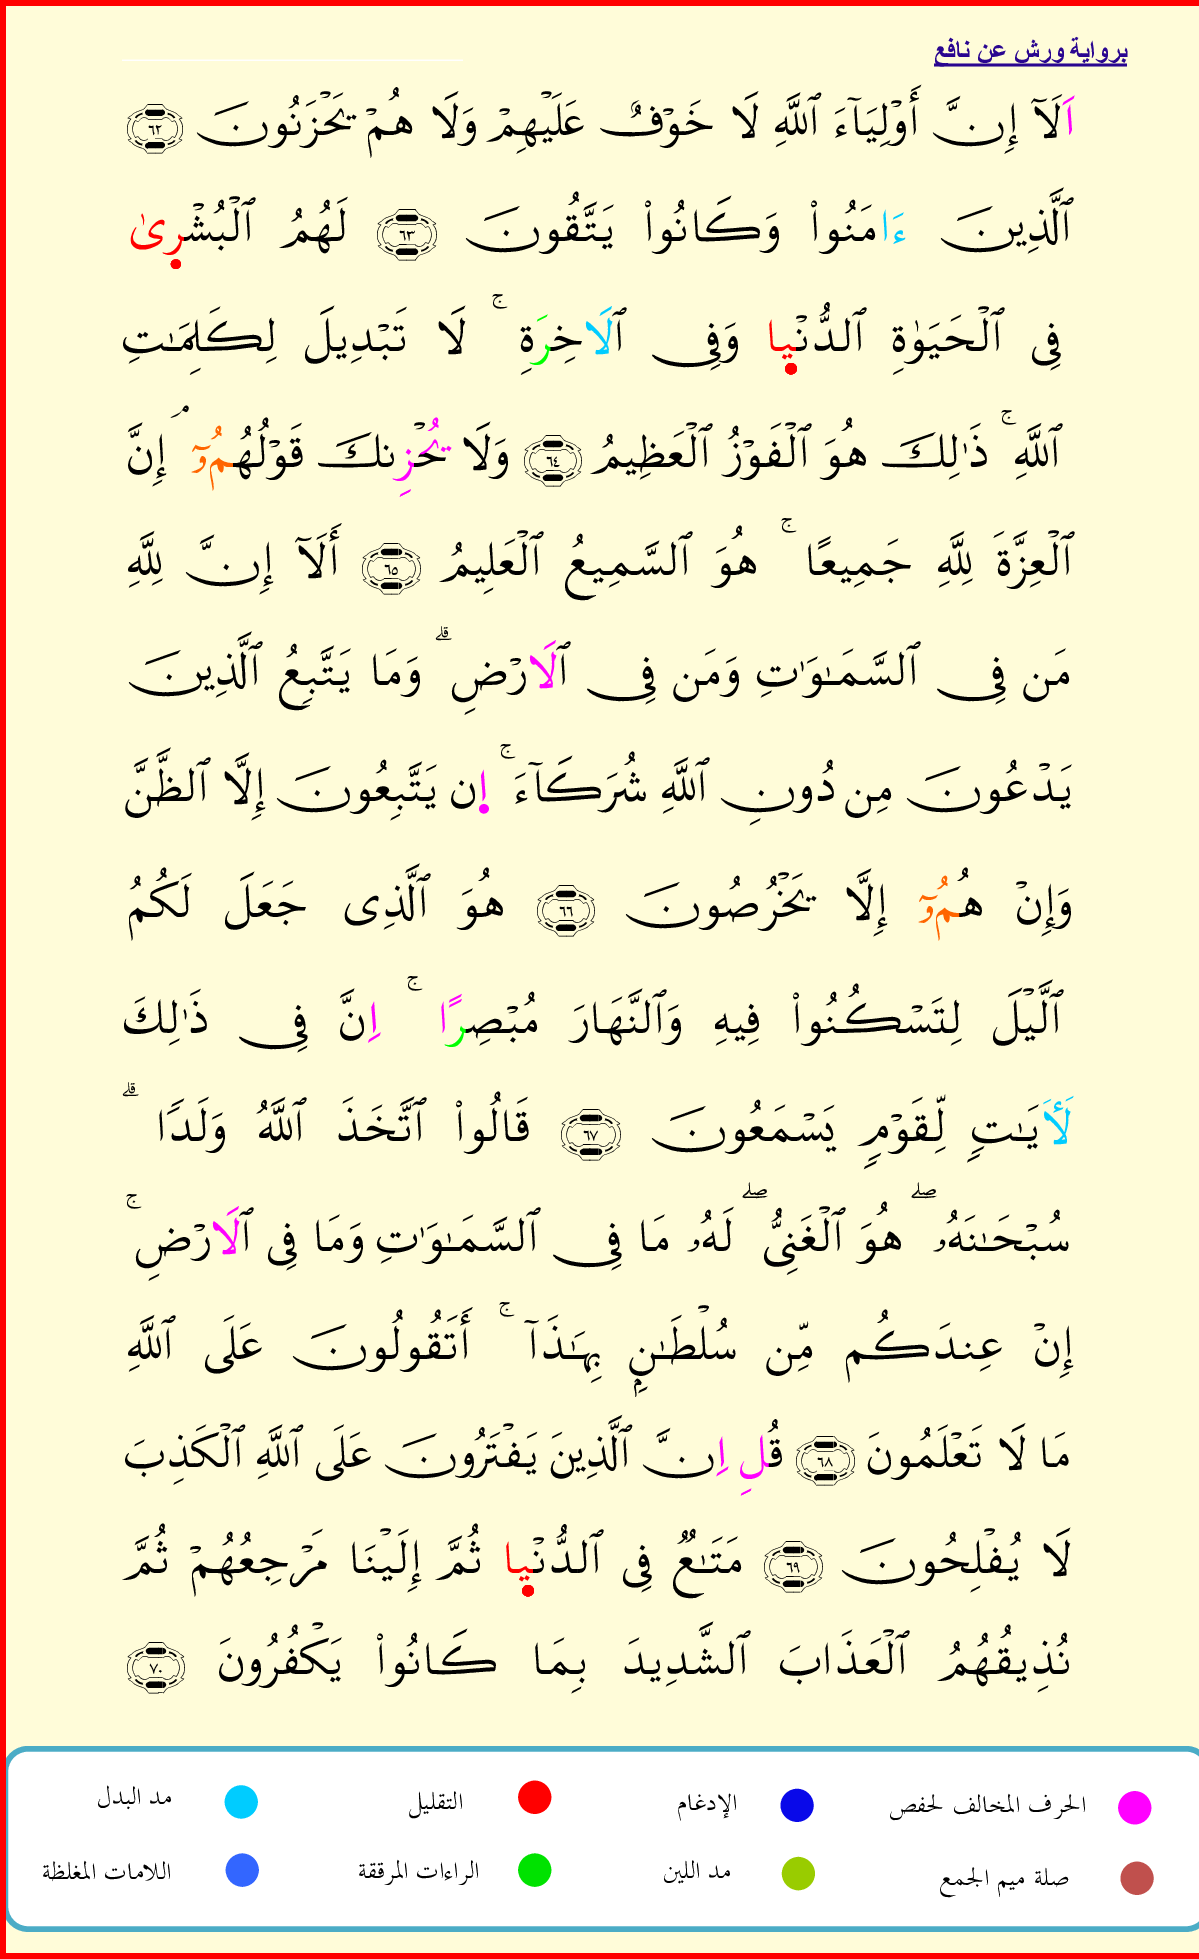 برواية ورش عن نافع
اَلَآ إِنَّ أَوْلِيَآءَ ٱللَّهِ لَا خَوْفٌ عَلَيْهِمْ وَلَا هُمْ يَحْزَنُونَ ٦٢
ٱلَّذِينَ ءَامَنُواْ وَكَانُواْ يَتَّقُونَ ٦٣ لَهُمُ ٱلْبُشْرِىٰ
فِى ٱلْحَيَوٰةِ ٱلدُّنْيا وَفِى ٱلَاخِرَةِ ۚ لَا تَبْدِيلَ لِكَلِمَٰتِ
ٱللَّهِ ۚ ذَٰلِكَ هُوَ ٱلْفَوْزُ ٱلْعَظِيمُ ٦٤ وَلَا يُحْزِنكَ قَوْلُهُمُوٓ ۘ إِنَّ
ٱلْعِزَّةَ لِلَّهِ جَمِيعًا ۚ هُوَ ٱلسَّمِيعُ ٱلْعَلِيمُ ٦٥ أَلَآ إِنَّ لِلَّهِ
مَن فِى ٱلسَّمَٰوَٰتِ وَمَن فِى ٱلَارْضِ ۗ وَمَا يَتَّبِعُ ٱلَّذِينَ
يَدْعُونَ مِن دُونِ ٱللَّهِ شُرَكَآءَ ۚ إن يَتَّبِعُونَ إِلَّا ٱلظَّنَّ
وَإِنْ هُمُوٓ إِلَّا يَخْرُصُونَ ٦٦ هُوَ ٱلَّذِى جَعَلَ لَكُمُ
ٱلَّيْلَ لِتَسْكُنُواْ فِيهِ وَٱلنَّهَارَ مُبْصِرًا ۚ اِنَّ فِى ذَٰلِكَ
لَأٓيَٰتٍ لِّقَوْمٍ يَسْمَعُونَ ٦٧ قَالُواْ ٱتَّخَذَ ٱللَّهُ وَلَدًا ۗ
سُبْحَٰنَهُۥ ۖ هُوَ ٱلْغَنِىُّ ۖ لَهُۥ مَا فِى ٱلسَّمَٰوَٰتِ وَمَا فِى ٱلَارْضِ ۚ
إِنْ عِندَكُم مِّن سُلْطَٰنٍۭ بِهَٰذَآ ۚ أَتَقُولُونَ عَلَى ٱللَّهِ
مَا لَا تَعْلَمُونَ ٦٨ قُلِ اِنَّ ٱلَّذِينَ يَفْتَرُونَ عَلَى ٱللَّهِ ٱلْكَذِبَ
لَا يُفْلِحُونَ ٦٩ مَتَٰعٌ فِى ٱلدُّنْيا ثُمَّ إِلَيْنَا مَرْجِعُهُمْ ثُمَّ
نُذِيقُهُمُ ٱلْعَذَابَ ٱلشَّدِيدَ بِمَا كَانُواْ يَكْفُرُونَ ٧٠
الحرف المخالف لحفص الإدغام التقليل مد البدل
صلة ميم الجمع مد اللين الراءات المرققة اللامات المغلظة